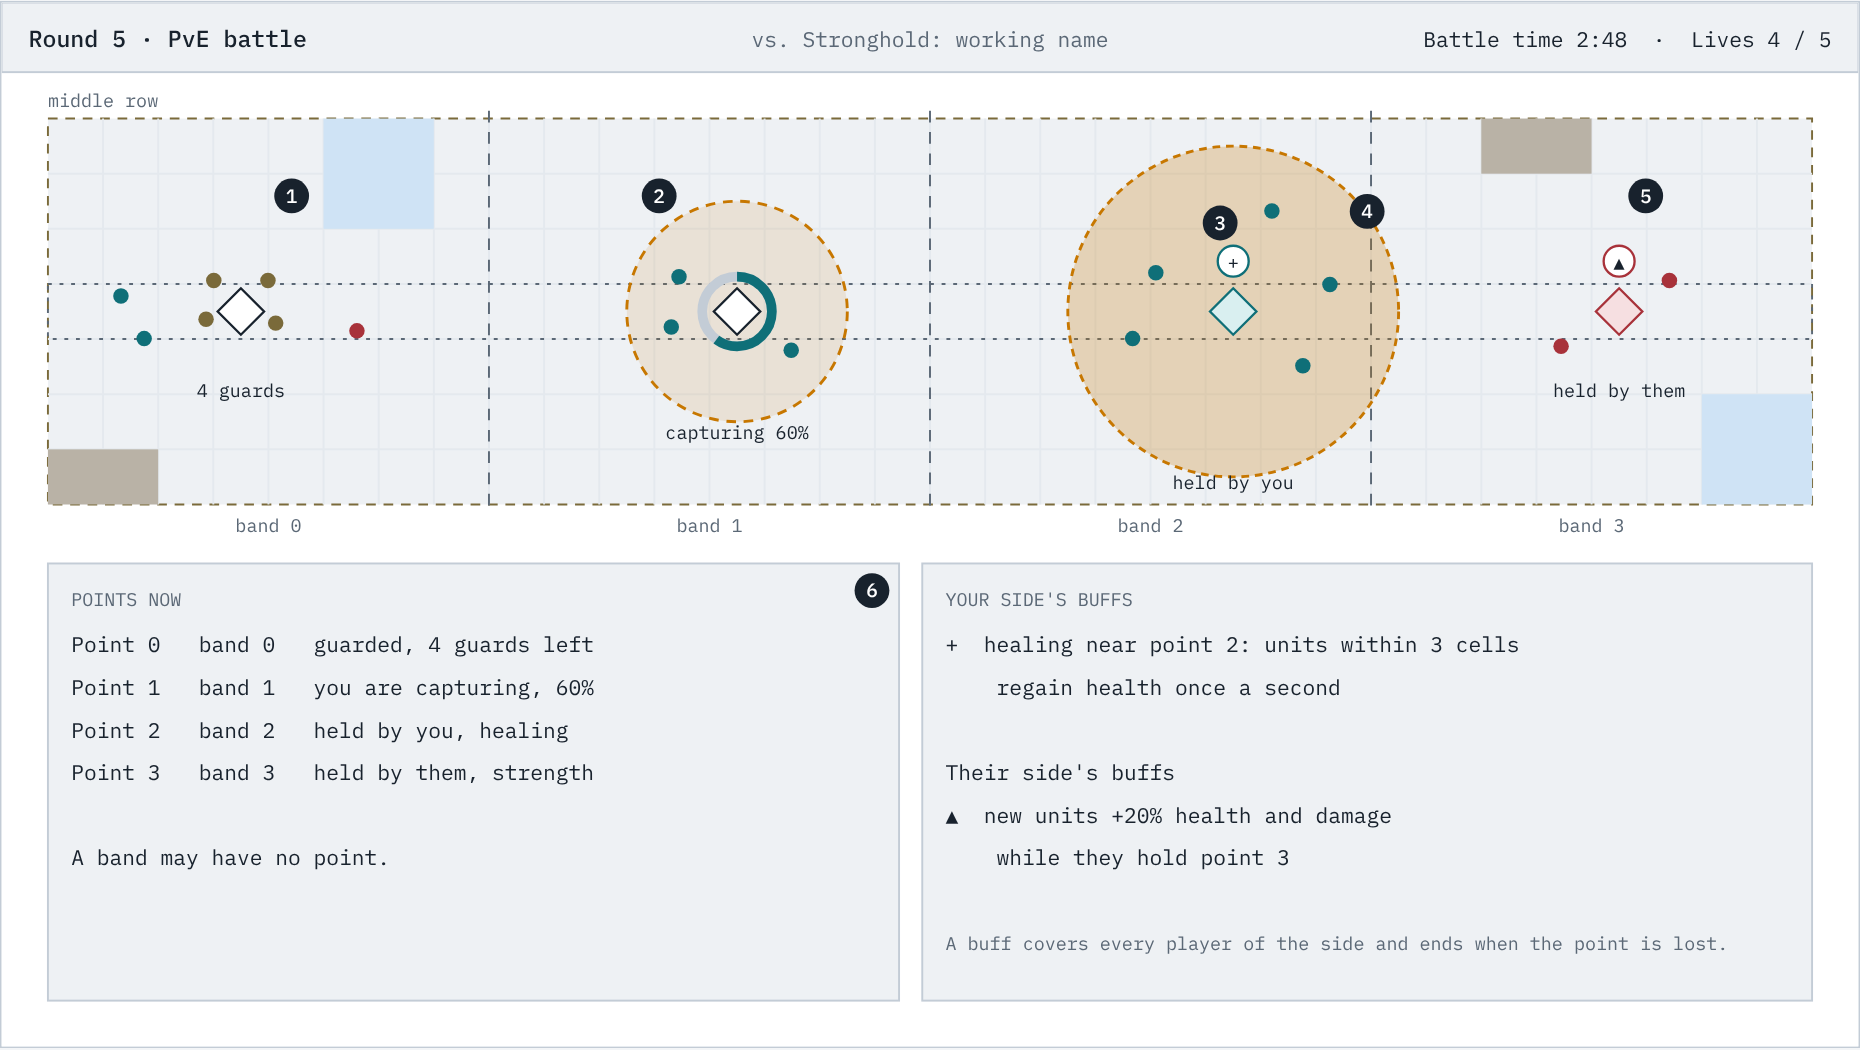 Round 5 · PvE battle
vs. Stronghold: working name
Battle time 2:48 · Lives 4 / 5
middle row
1
2
3
4
5
+
▲
4 guards
capturing 60%
held by you
held by them
band 0
band 1
band 2
band 3
6
POINTS NOW
Point 0 band 0 guarded, 4 guards left
Point 1 band 1 you are capturing, 60%
Point 2 band 2 held by you, healing
Point 3 band 3 held by them, strength
A band may have no point.
YOUR SIDE'S BUFFS
+ healing near point 2: units within 3 cells
regain health once a second
Their side's buffs
▲ new units +20% health and damage
while they hold point 3
A buff covers every player of the side and ends when the point is lost.